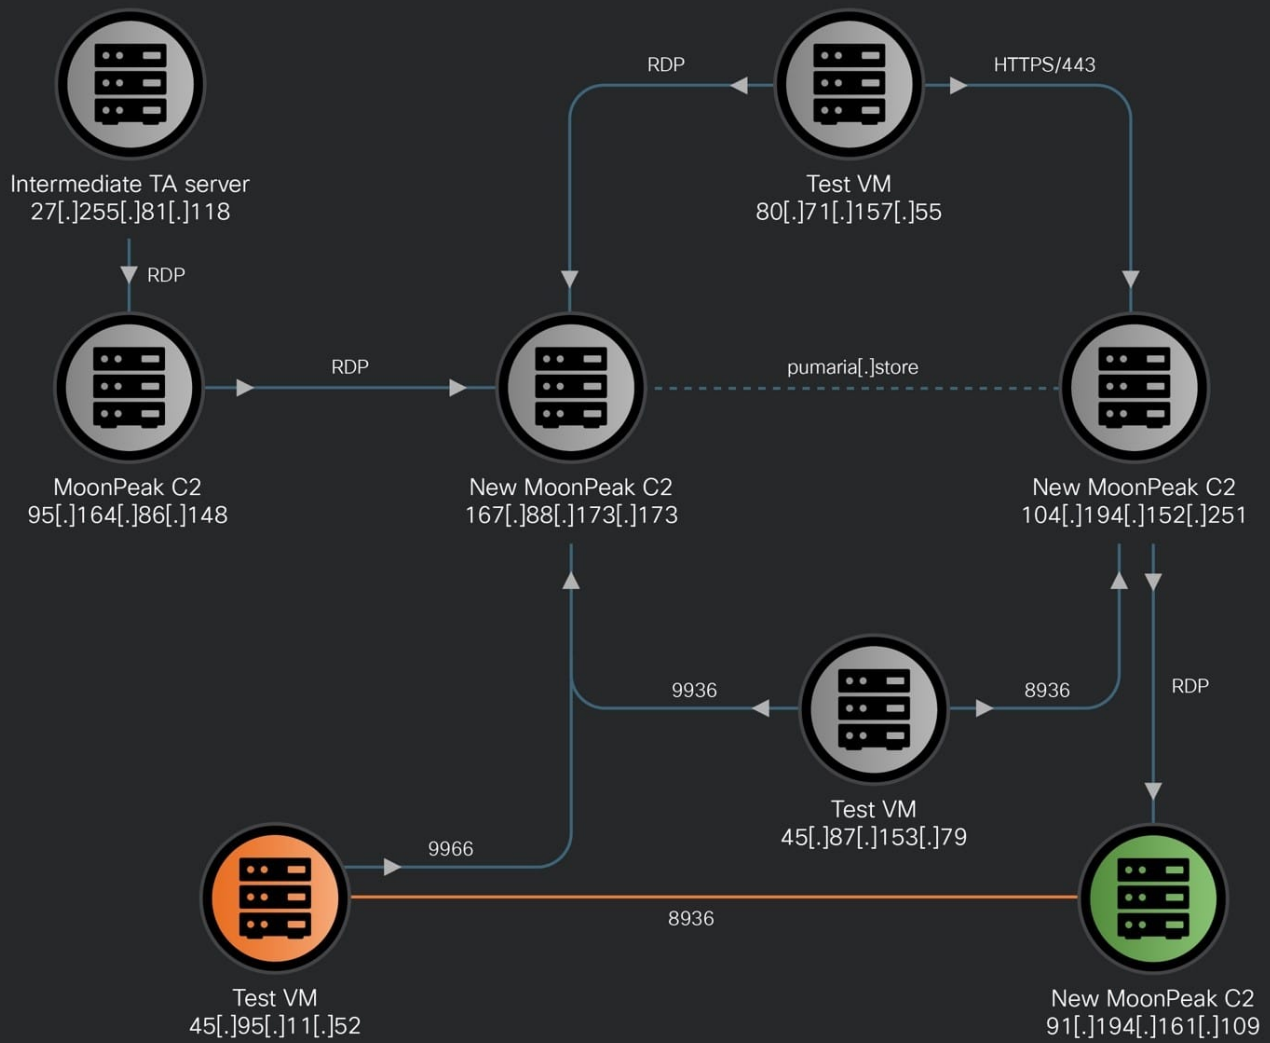 RDP
HTTPS/443
Intermediate TA server
27[.]255[.]81[.]118
Test VM
80[.]71[.]157[.]55
RDP
RDP
pumaria[.]store
MoonPeak C2
95[.]164[.]86[.]148
New MoonPeak C2
167[.]88[.]173[.]173
New MoonPeak C2
104[.]194[.]152[.]251
9936
8936
RDP
Test VM
45[.]87[.]153[.]79
9966
8936
Test VM
45[.]95[.]11[.]52
New MoonPeak C2
91[.]194[.]161[.]109